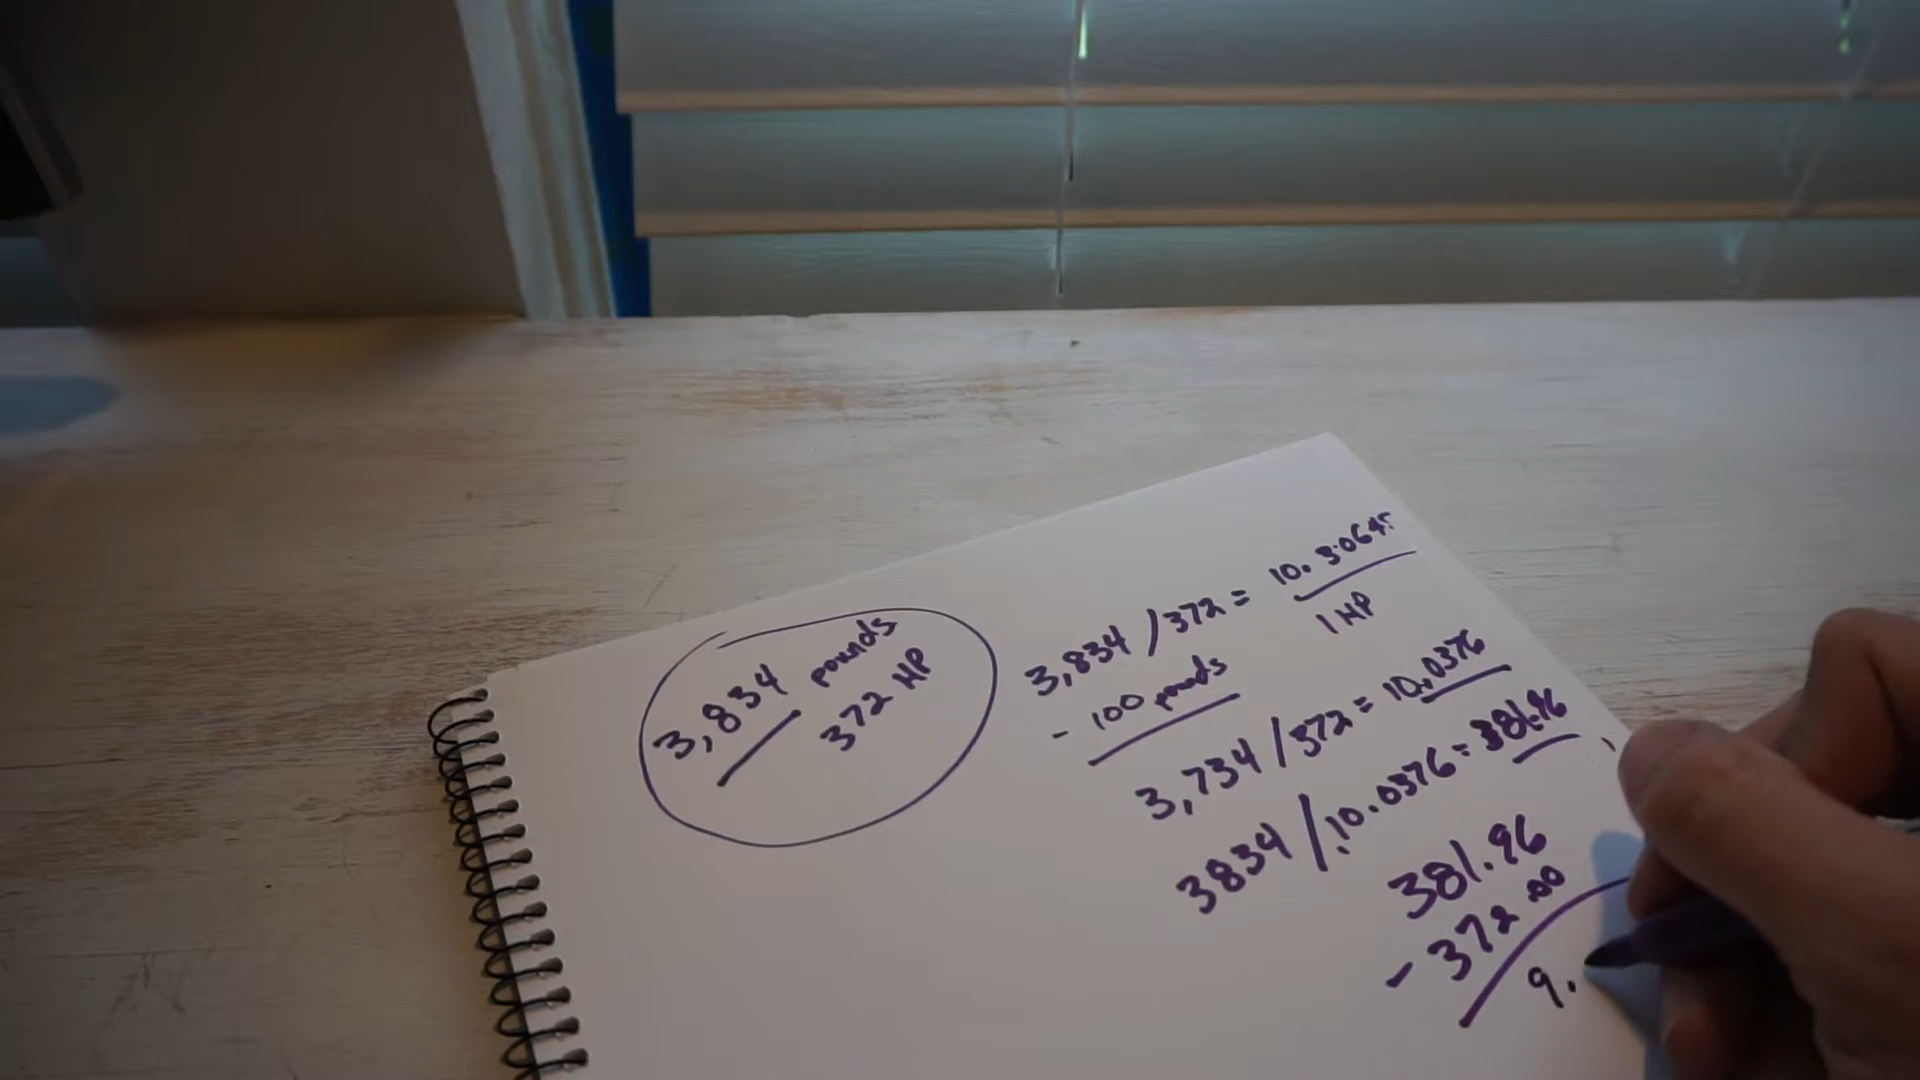 3,834 pounds
372 HP
3,834 / 372 = 10.30645
1 HP
- 100 pounds
3,734 / 372 = 10.0376
3834 / 10.0376 = 381.96
381.96
- 372.00
9.